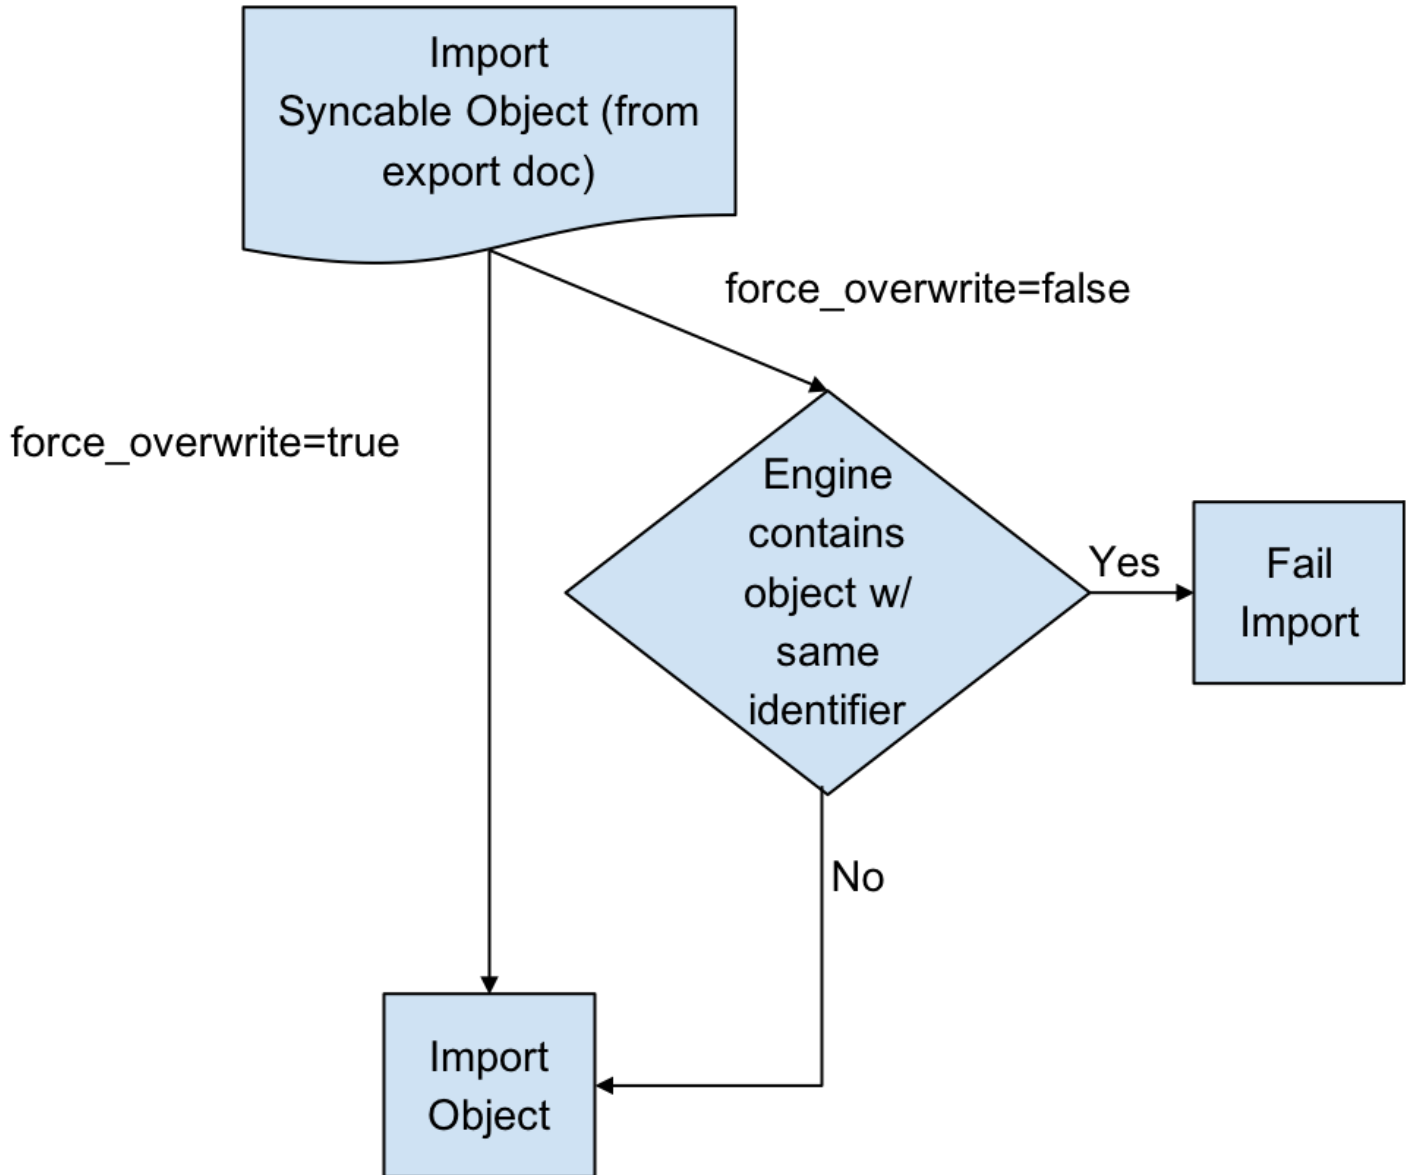 Import
Syncable Object (from
export doc)
force_overwrite=false
force_overwrite=true
Engine
contains
object w/
same
identifier
Yes
Fail
Import
No
Import
Object